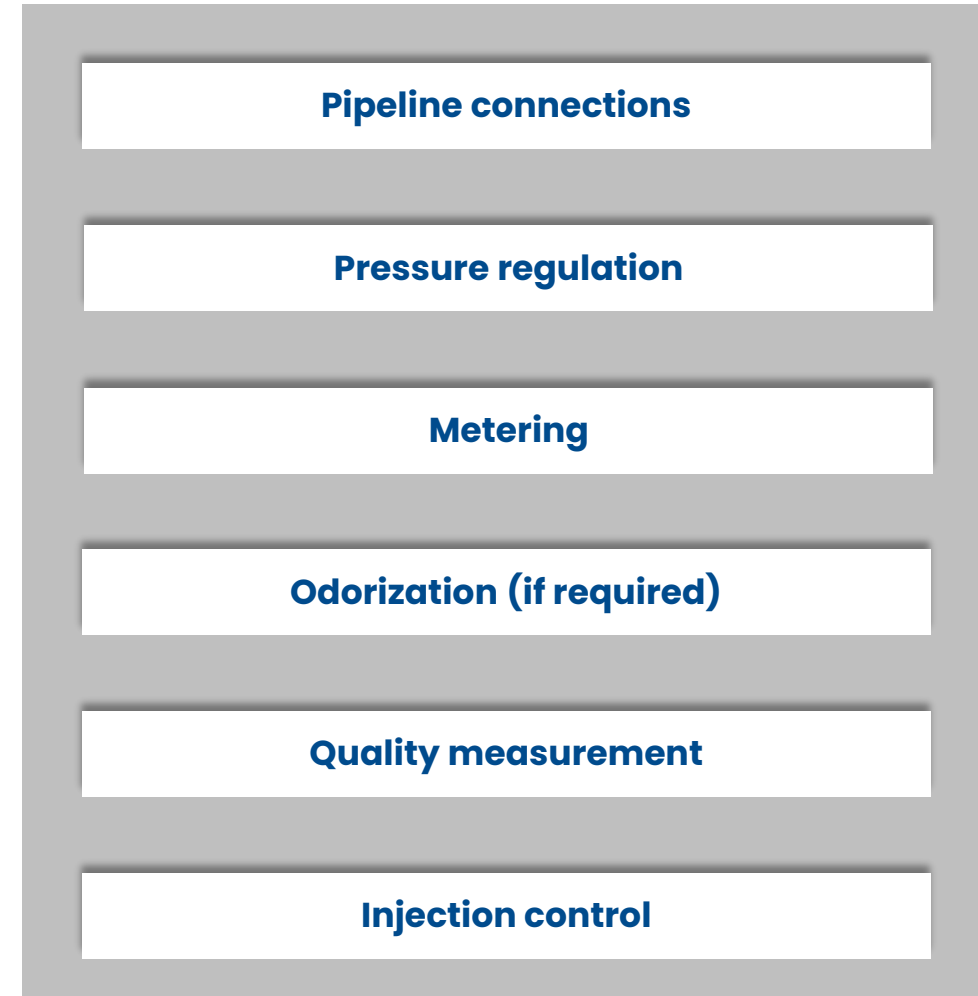 Pipeline connections
Pressure regulation
Metering
Odorization (if required)
Quality measurement
Injection control